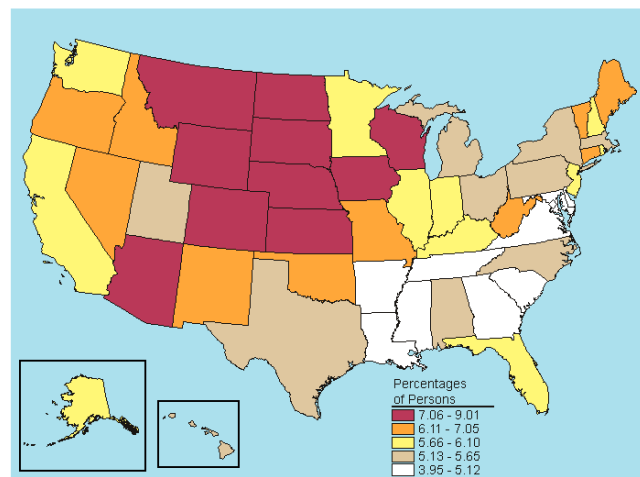 Percentages
of Persons
7.06 - 9.01
6.11 - 7.05
5.66 - 6.10
5.13 - 5.65
3.95 - 5.12